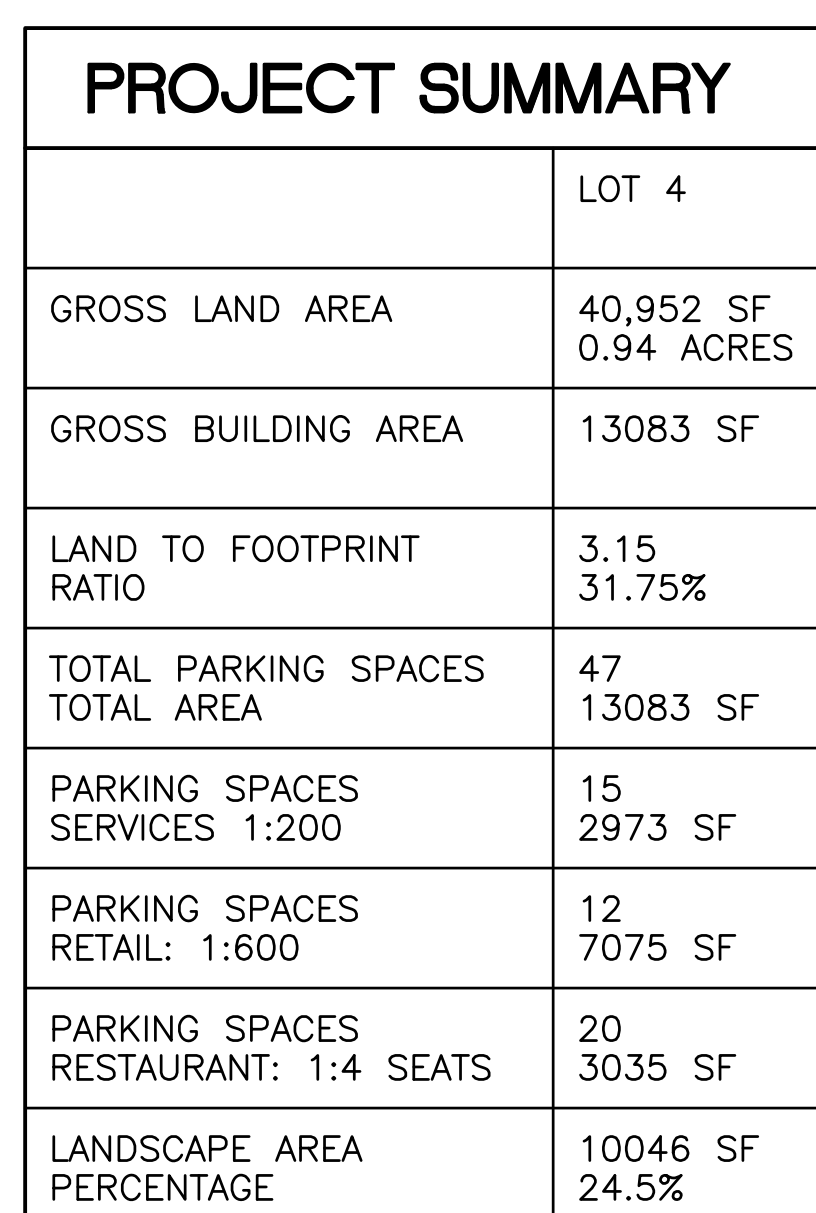 PROJECT SUMMARY
LOT 4
GROSS LAND AREA
40,952 SF
0.94 ACRES
GROSS BUILDING AREA
13083 SF
LAND TO FOOTPRINT
RATIO
3.15
31.75%
TOTAL PARKING SPACES
TOTAL AREA
47
13083 SF
PARKING SPACES
SERVICES 1:200
15
2973 SF
PARKING SPACES
RETAIL: 1:600
12
7075 SF
PARKING SPACES
RESTAURANT: 1:4 SEATS
20
3035 SF
LANDSCAPE AREA
PERCENTAGE
10046 SF
24.5%